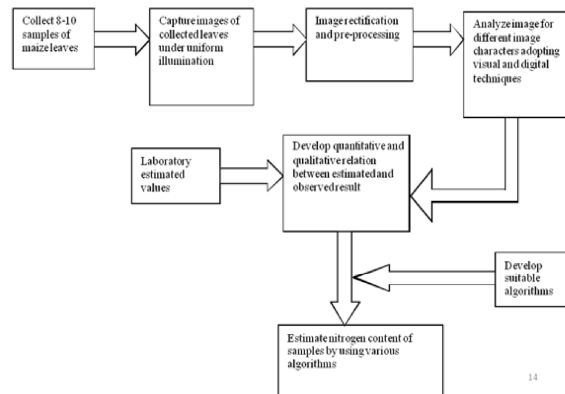 Collect 8-10
samples of
maize leaves
Capture images of
collected leaves
under uniform
illumination
Image rectification
and pre-processing
Analyze image for
different image
characters adopting
visual and digital
techniques
Laboratory
estimated
values
Develop quantitative and
qualitative relation
between estimated and
observed result
Develop
suitable
algorithms
Estimate nitrogen content of
samples by using various
algorithms
14